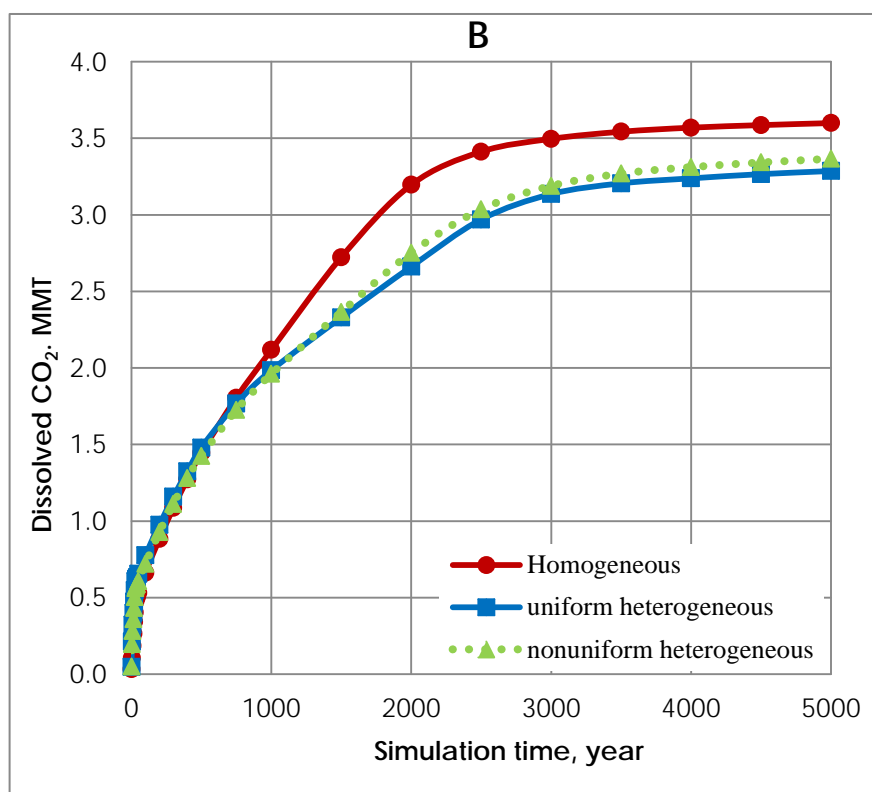 B
4.0
3.5
3.0
2.5
2.0
1.5
1.0
0.5
0.0
Dissolved CO₂. MMT
Homogeneous
uniform heterogeneous
nonuniform heterogeneous
0 1000 2000 3000 4000 5000
Simulation time, year